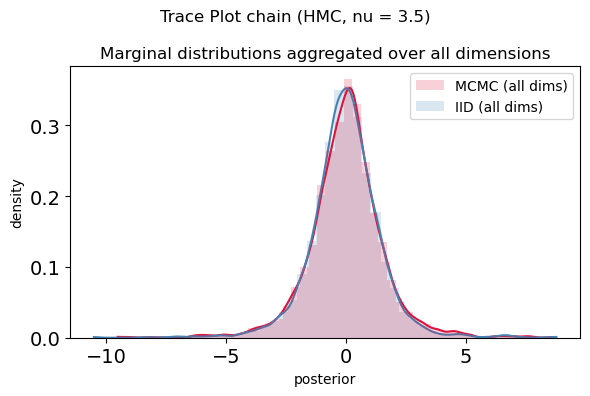 Trace Plot chain (HMC, nu = 3.5)
Marginal distributions aggregated over all dimensions
MCMC (all dims)
IID (all dims)
density
0.3
0.2
0.1
0.0
−10
−5
0
5
posterior